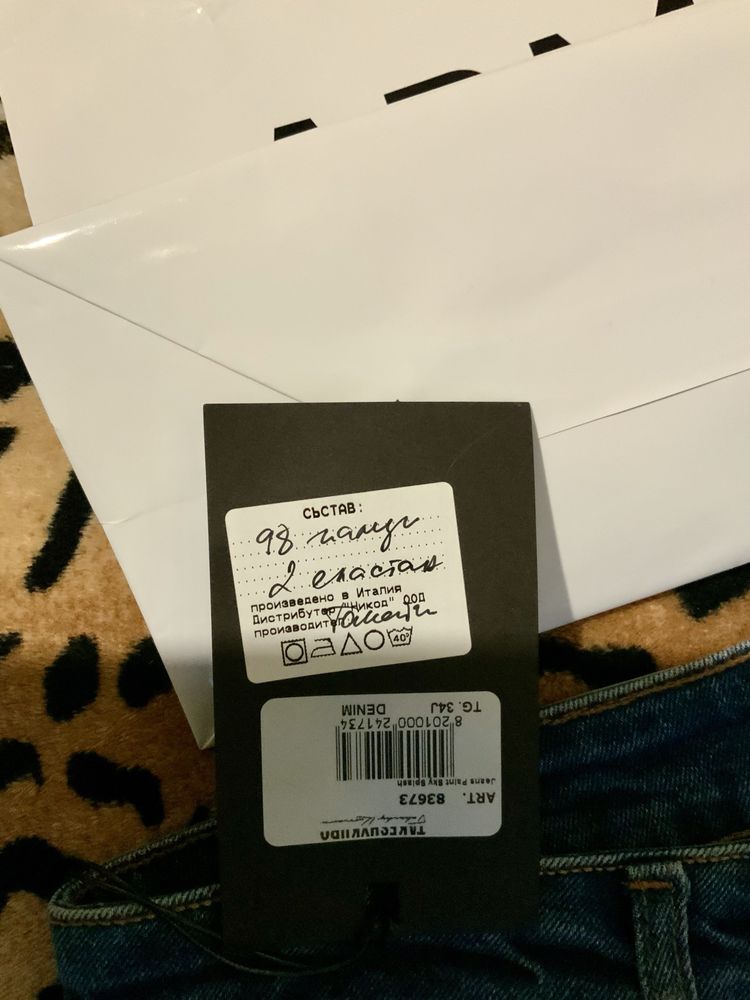 СЪСТАВ:
98 памук
2 еластан
произведено в Италия
Дистрибутор "Никод" ООД
производител
40°
TAKESHYKUROSAWA
ART. 83673
Jeans Paint Sky Splash
8 201000 241734
TG. 34J DENIM